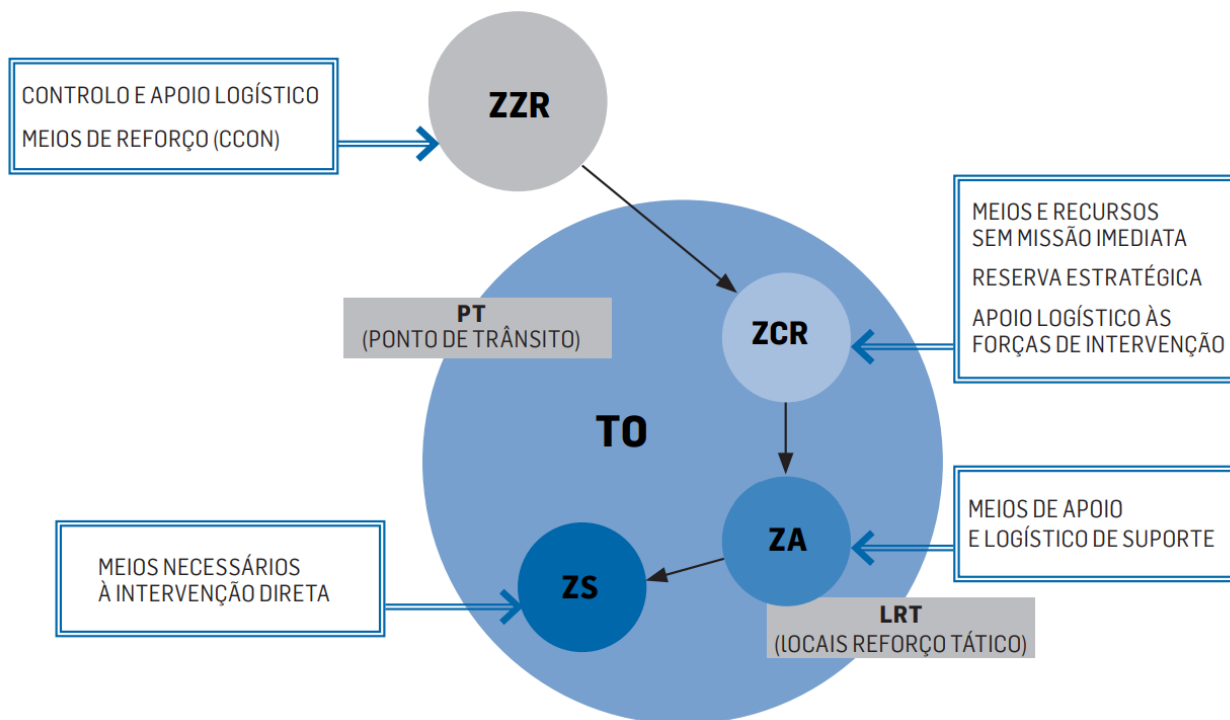 ZZR
CONTROLO E APOIO LOGÍSTICO
MEIOS DE REFORÇO (CCON)
MEIOS E RECURSOS
SEM MISSÃO IMEDIATA
RESERVA ESTRATÉGICA
APOIO LOGÍSTICO ÀS
FORÇAS DE INTERVENÇÃO
PT
(PONTO DE TRÂNSITO)
ZCR
TO
ZA
MEIOS DE APOIO
E LOGÍSTICO DE SUPORTE
MEIOS NECESSÁRIOS
À INTERVENÇÃO DIRETA
ZS
LRT
(lOCAIS REFORÇO TÁTICO)